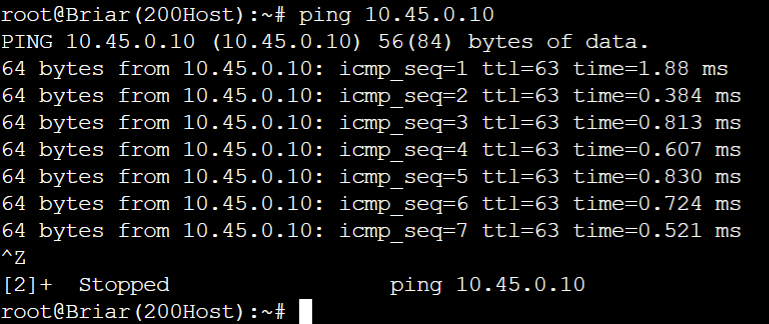 root@Briar(200Host):~# ping 10.45.0.10
PING 10.45.0.10 (10.45.0.10) 56(84) bytes of data.
64 bytes from 10.45.0.10: icmp_seq=1 ttl=63 time=1.88 ms
64 bytes from 10.45.0.10: icmp_seq=2 ttl=63 time=0.384 ms
64 bytes from 10.45.0.10: icmp_seq=3 ttl=63 time=0.813 ms
64 bytes from 10.45.0.10: icmp_seq=4 ttl=63 time=0.607 ms
64 bytes from 10.45.0.10: icmp_seq=5 ttl=63 time=0.830 ms
64 bytes from 10.45.0.10: icmp_seq=6 ttl=63 time=0.724 ms
64 bytes from 10.45.0.10: icmp_seq=7 ttl=63 time=0.521 ms
^Z
[2]+  Stopped                 ping 10.45.0.10
root@Briar(200Host):~#